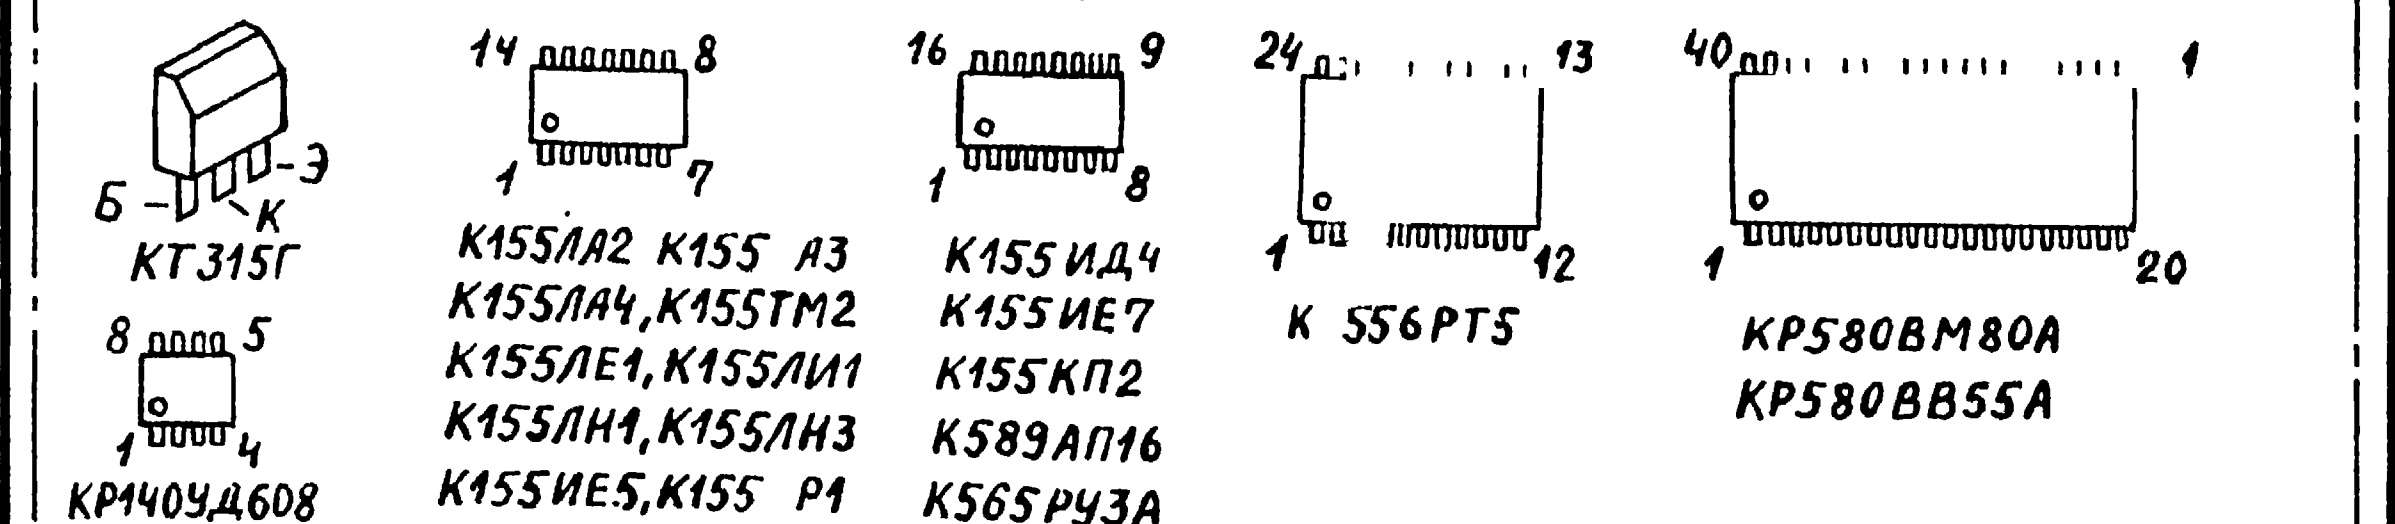 Б
К
Э
КТ315Г
8 5
1 4
КР140УД608
14 8
1 7
К155ЛА2 К155 А3
К155ЛА4, К155ТМ2
К155ЛЕ1, К155ЛИ1
К155ЛН1, К155ЛН3
К155ИЕ5, К155 Р1
16 9
1 8
К155ИД4
К155ИЕ7
К155КП2
К589АП16
К565РУ3А
24 13
1 12
К 556РТ5
40 1
1 20
КР580ВМ80А
КР580ВВ55А